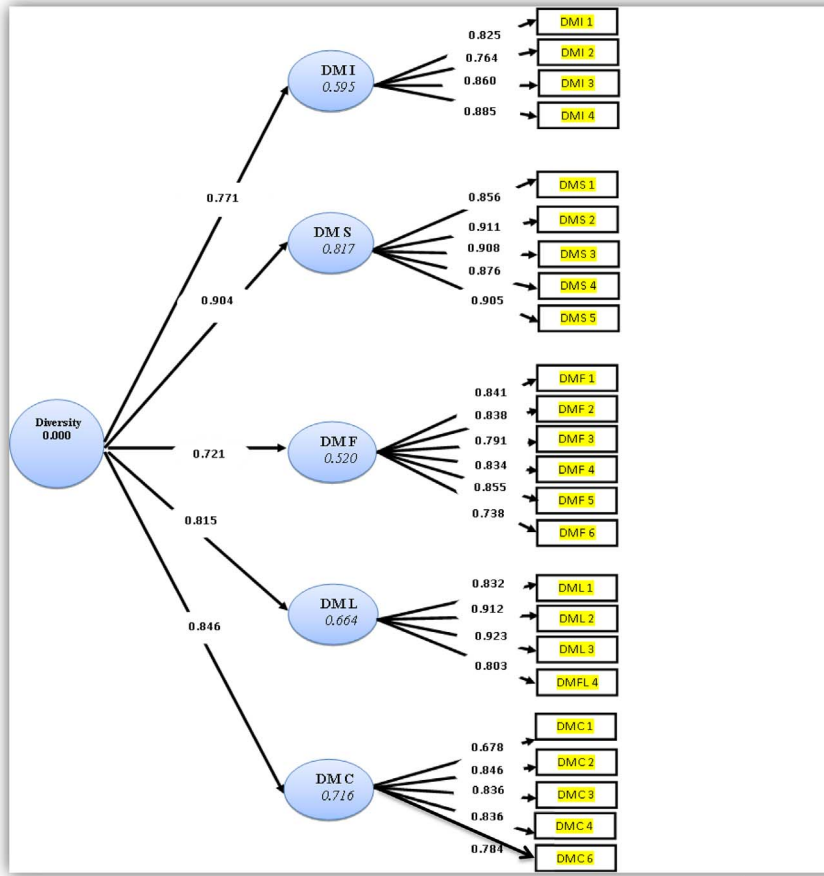 0.825
DMI 1
0.764
DMI 2
DMI
0.595
0.860
DMI 3
0.885
DMI 4
0.771
0.856
DMS 1
0.911
DMS 2
DMS
0.817
0.908
DMS 3
0.876
DMS 4
0.904
0.905
DMS 5
0.841
DMF 1
0.838
DMF 2
Diversity
0.000
DMF
0.520
0.791
DMF 3
0.721
0.834
DMF 4
0.855
DMF 5
0.738
DMF 6
0.815
0.832
DML 1
0.912
DML 2
DML
0.664
0.923
DML 3
0.803
DMFL 4
0.846
0.678
DMC 1
0.846
DMC 2
DMC
0.716
0.836
DMC 3
0.836
DMC 4
0.784
DMC 6